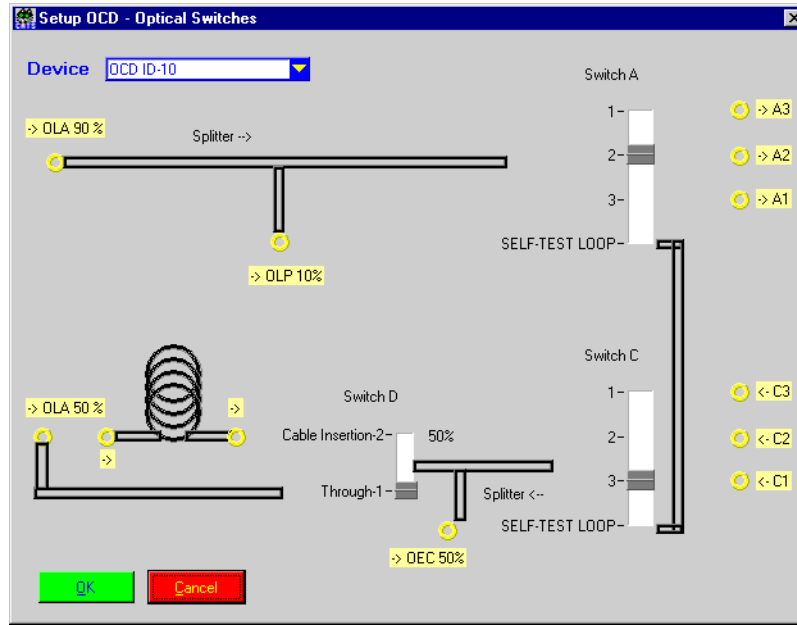 Setup OCD - Optical Switches
Device OCD ID-10
Switch A
1-
-> A3
-> OLA 90 %
Splitter -->
2-
-> A2
3-
-> A1
SELF-TEST LOOP-
-> OLP 10%
Switch C
1-
<- C3
Switch D
-> OLA 50 %
->
Cable Insertion-2-
50%
2-
<- C2
->
Through-1-
Splitter <--
3-
<- C1
SELF-TEST LOOP-
-> OEC 50%
OK
Cancel